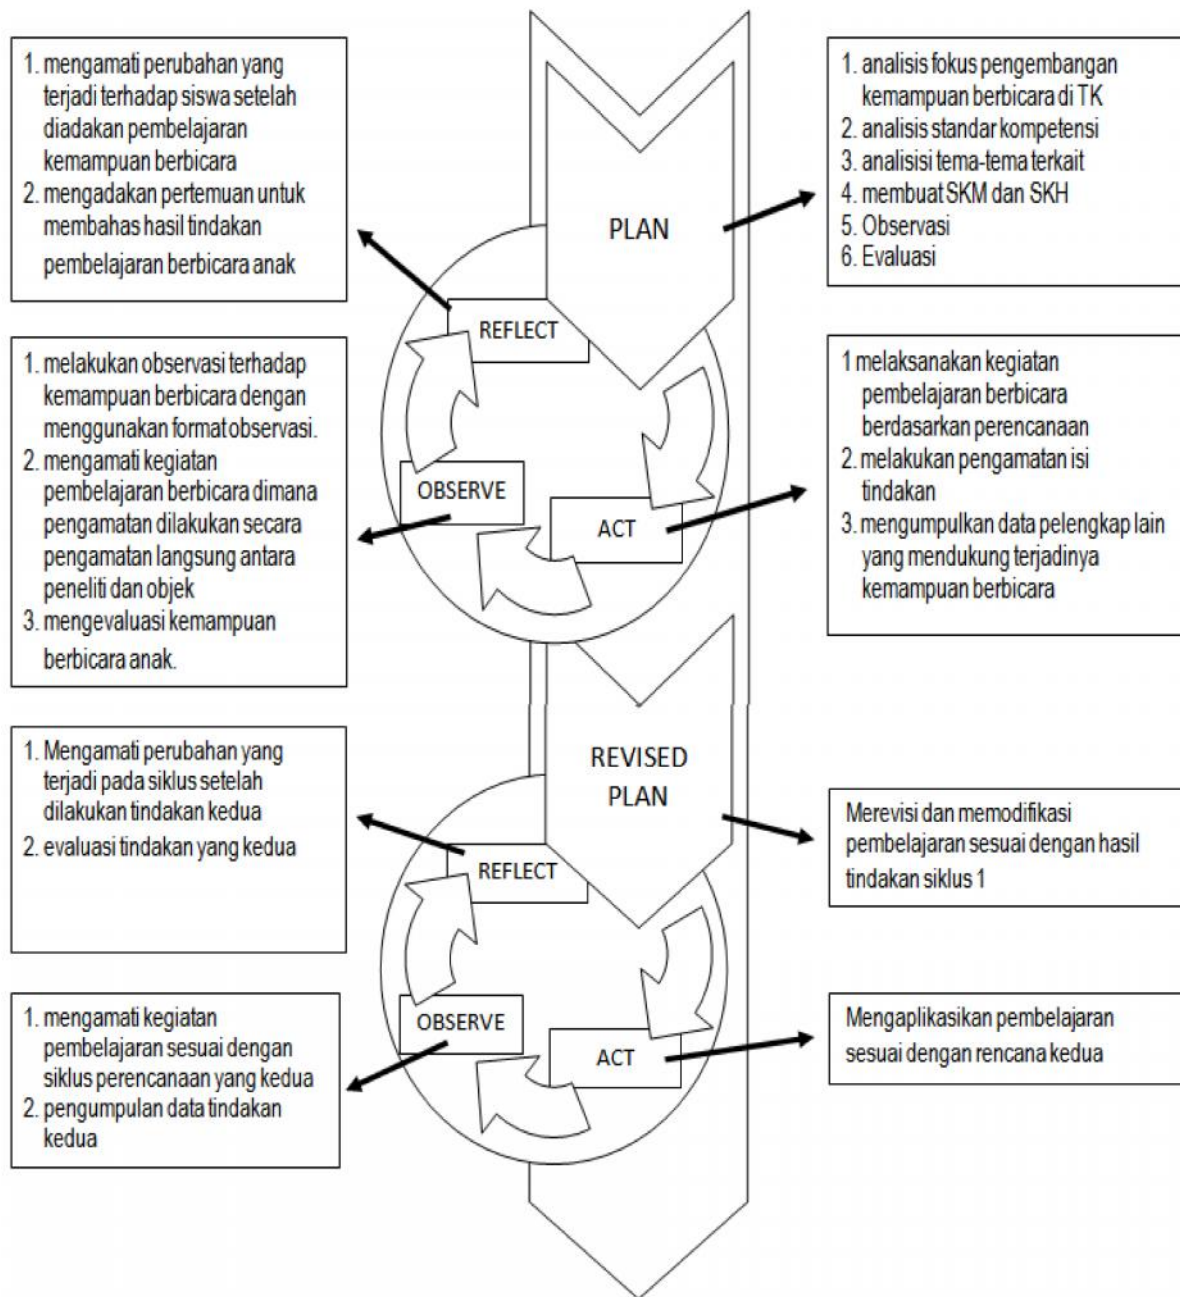 1. mengamati perubahan yang
terjadi terhadap siswa setelah
diadakan pembelajaran
kemampuan berbicara
2. mengadakan pertemuan untuk
membahas hasil tindakan
pembelajaran berbicara anak
PLAN
1. analisis fokus pengembangan
kemampuan berbicara di TK
2. analisis standar kompetensi
3. analisisi tema-tema terkait
4. membuat SKM dan SKH
5. Observasi
6. Evaluasi
REFLECT
1. melakukan observasi terhadap
kemampuan berbicara dengan
menggunakan format observasi.
2. mengamati kegiatan
pembelajaran berbicara dimana
pengamatan dilakukan secara
pengamatan langsung antara
peneliti dan objek
3. mengevaluasi kemampuan
berbicara anak.
OBSERVE
ACT
1 melaksanakan kegiatan
pembelajaran berbicara
berdasarkan perencanaan
2. melakukan pengamatan isi
tindakan
3. mengumpulkan data pelengkap lain
yang mendukung terjadinya
kemampuan berbicara
1. Mengamati perubahan yang
terjadi pada siklus setelah
dilakukan tindakan kedua
2. evaluasi tindakan yang kedua
REVISED
PLAN
Merevisi dan memodifikasi
pembelajaran sesuai dengan hasil
tindakan siklus 1
REFLECT
1. mengamati kegiatan
pembelajaran sesuai dengan
siklus perencanaan yang kedua
2. pengumpulan data tindakan
kedua
OBSERVE
ACT
Mengaplikasikan pembelajaran
sesuai dengan rencana kedua